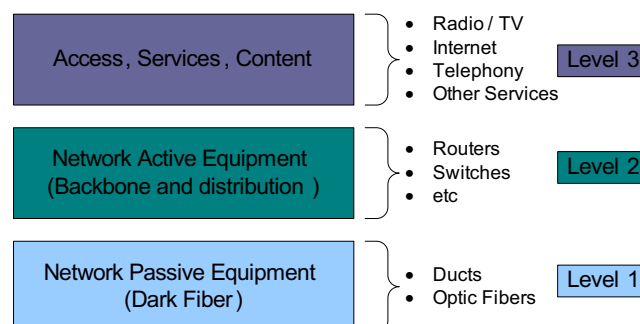 Access, Services, Content
• Radio / TV
• Internet
• Telephony
• Other Services
Level 3
Network Active Equipment
(Backbone and distribution )
• Routers
• Switches
• etc
Level 2
Network Passive Equipment
(Dark Fiber)
• Ducts
• Optic Fibers
Level 1